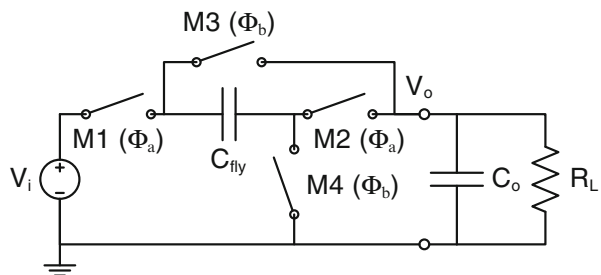 M3 (Φb)
Vo
M1 (Φa)
Cfly
M2 (Φa)
Vi
+
-
M4 (Φb)
Co
RL